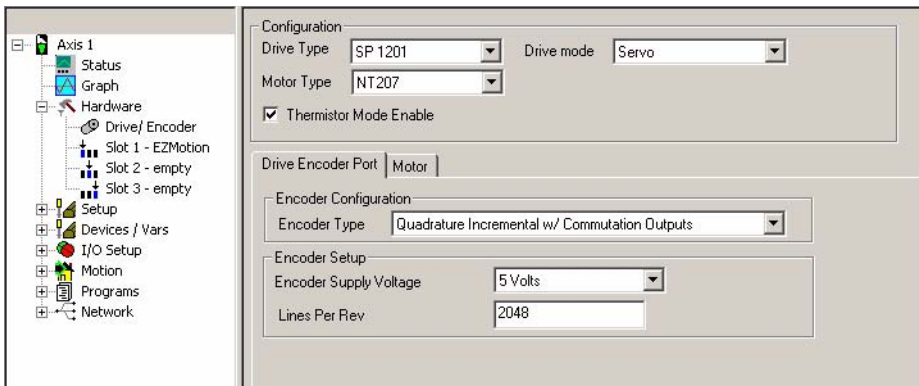 Axis 1
Status
Graph
Hardware
Drive/ Encoder
Slot 1 - EZMotion
Slot 2 - empty
Slot 3 - empty
Setup
Devices / Vars
I/O Setup
Motion
Programs
Network
Configuration
Drive Type SP 1201 Drive mode Servo
Motor Type NT207
Thermistor Mode Enable
Drive Encoder Port Motor
Encoder Configuration
Encoder Type Quadrature Incremental w/ Commutation Outputs
Encoder Setup
Encoder Supply Voltage 5 Volts
Lines Per Rev 2048